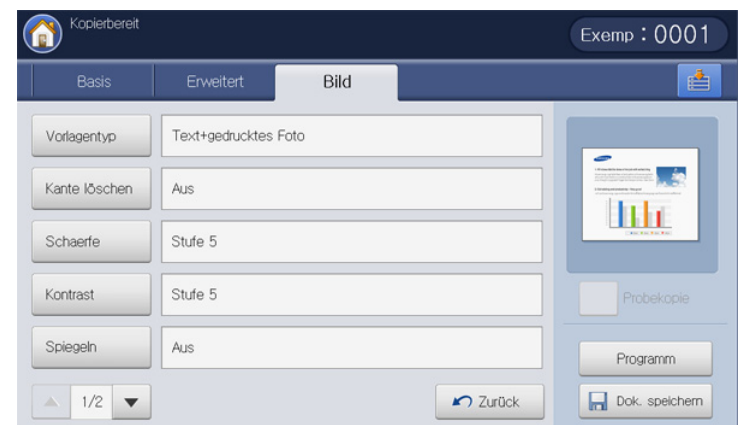 Kopierbereit
Exemp : 0001
Basis
Erweitert
Bild
Vorlagentyp
Text+gedrucktes Foto
Kante löschen
Aus
Schaerfe
Stufe 5
Kontrast
Stufe 5
Spiegeln
Aus
1/2
Zurück
Probekopie
Programm
Dok. speichern